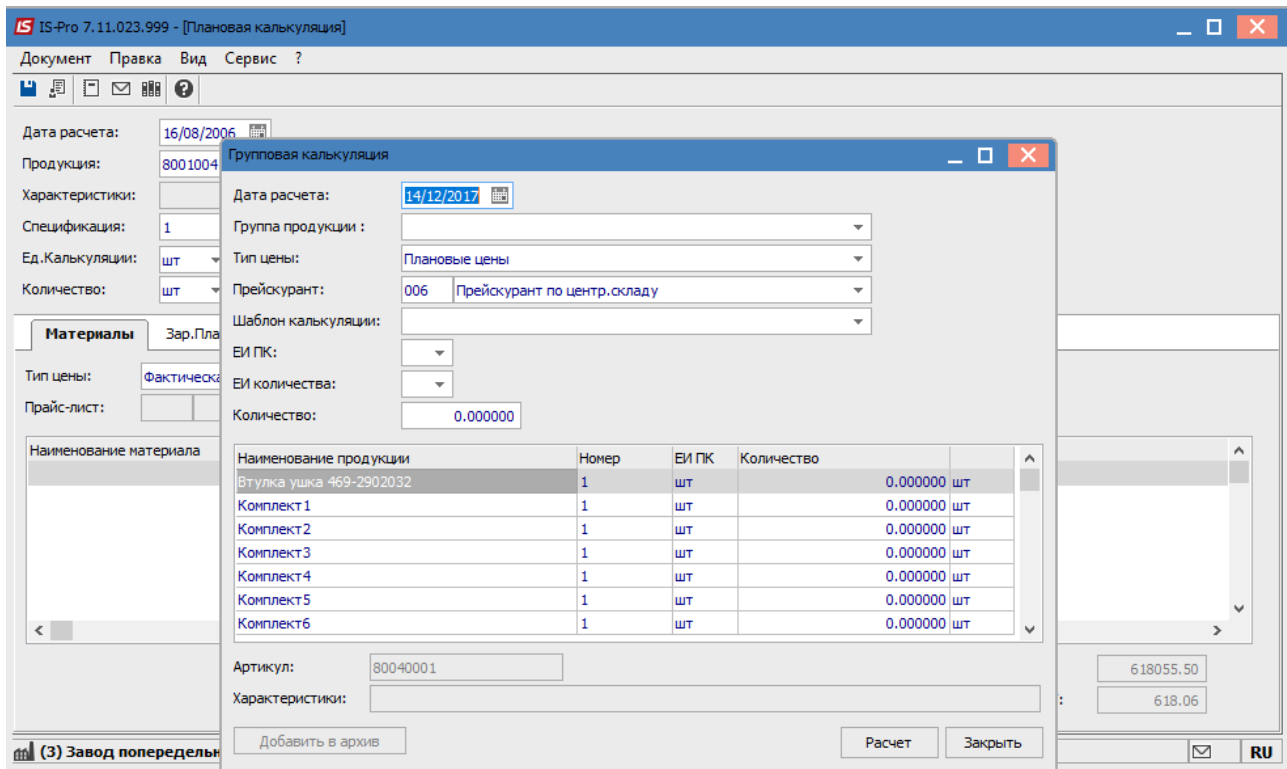 IS-Pro 7.11.023.999 - [Плановая калькуляция]
Документ Правка Вид Сервис ?
Дата расчета: 16/08/2006
Продукция: 8001004
Характеристики:
Спецификация: 1
Ед.Калькуляции: шт
Количество: шт
Материалы Зар.Пла
Тип цены: Фактическа
Прайс-лист:
Наименование материала
Групповая калькуляция
Дата расчета: 14/12/2017
Группа продукции :
Тип цены: Плановые цены
Прейскурант: 006 Прейскурант по центр.складу
Шаблон калькуляции:
ЕИ ПК:
ЕИ количества:
Количество: 0.000000
Наименование продукции Номер ЕИ ПК Количество
Втулка ушка 469-2902032 1 шт 0.000000 шт
Комплект1 1 шт 0.000000 шт
Комплект2 1 шт 0.000000 шт
Комплект3 1 шт 0.000000 шт
Комплект4 1 шт 0.000000 шт
Комплект5 1 шт 0.000000 шт
Комплект6 1 шт 0.000000 шт
Артикул: 80040001
Характеристики:
Добавить в архив Расчет Закрыть
618055.50
: 618.06
(3) Завод попередельн RU